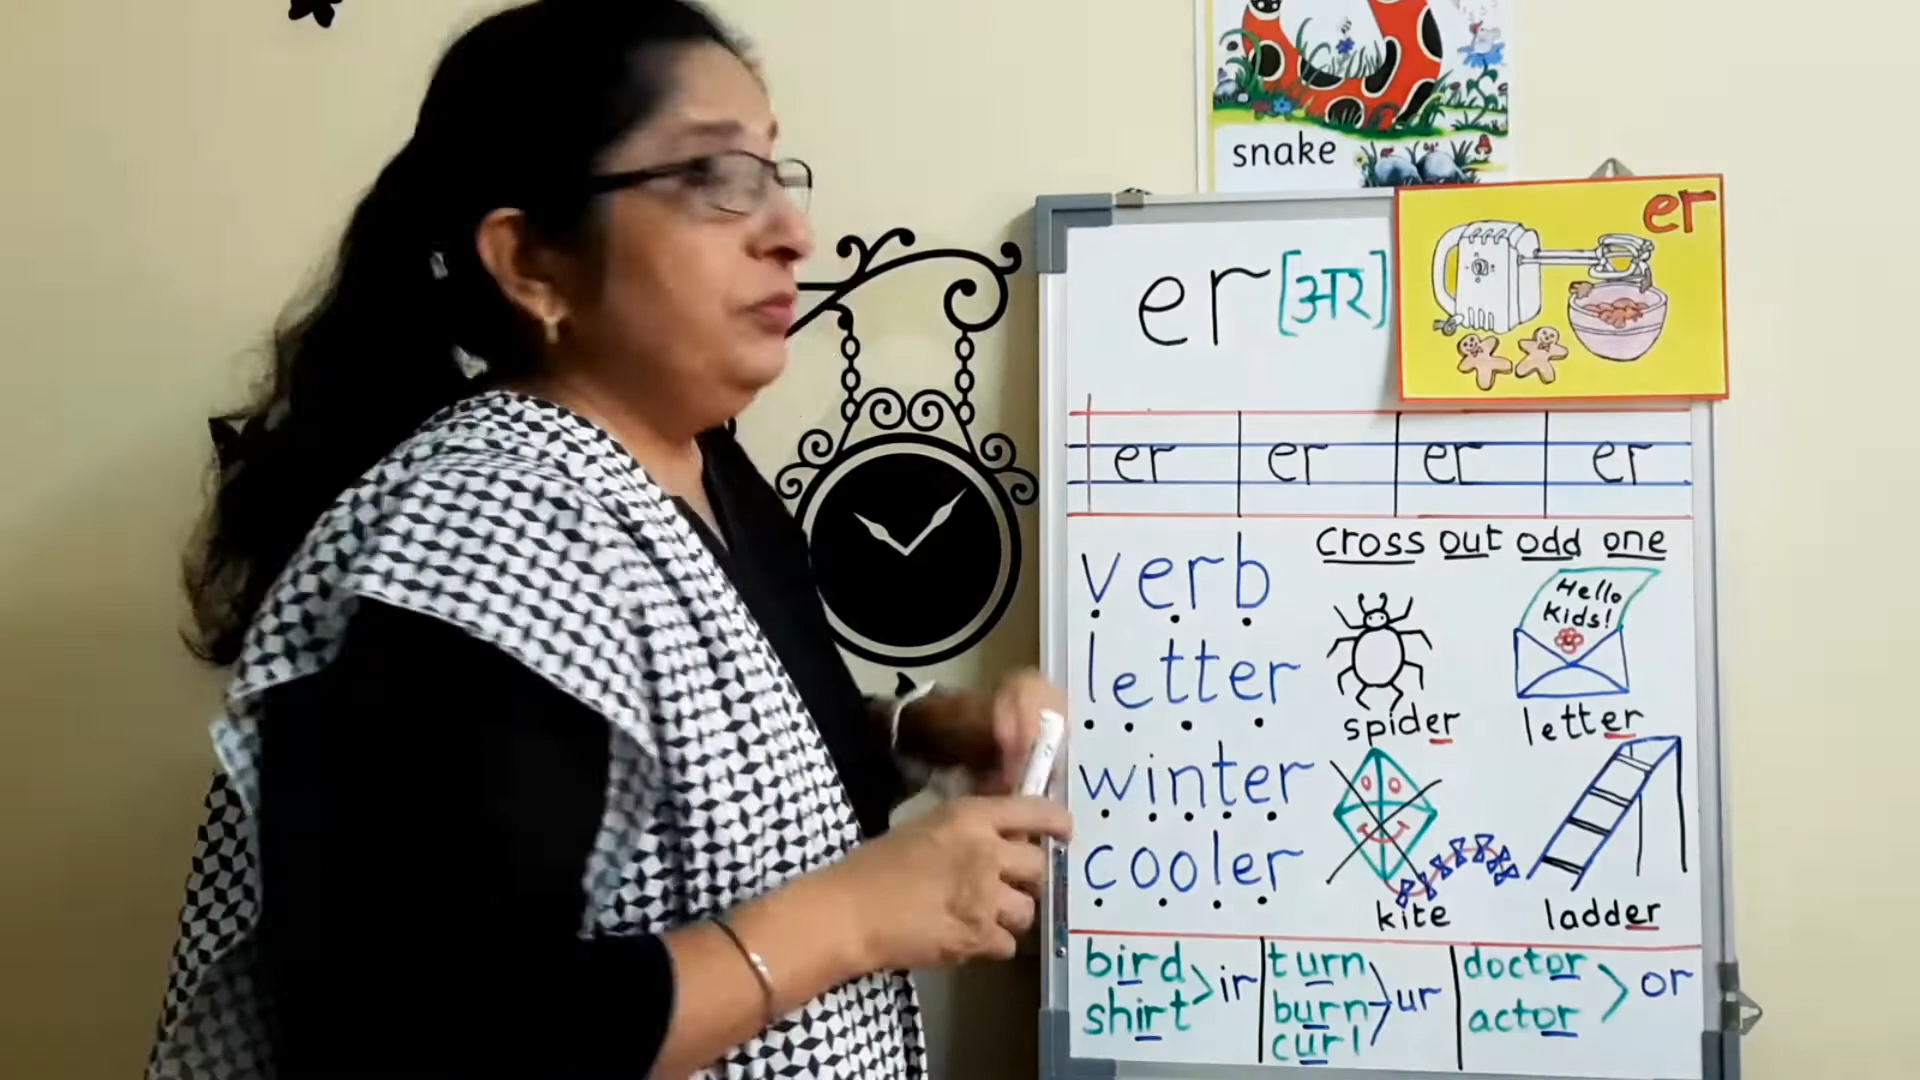 snake
er [अर]
er
er er er er
verb
letter
winter
cooler
Cross out odd one
Hello
Kids!
spider
letter
kite
ladder
bird
shirt
ir
turn
burn
curl
ur
doctor
actor
or